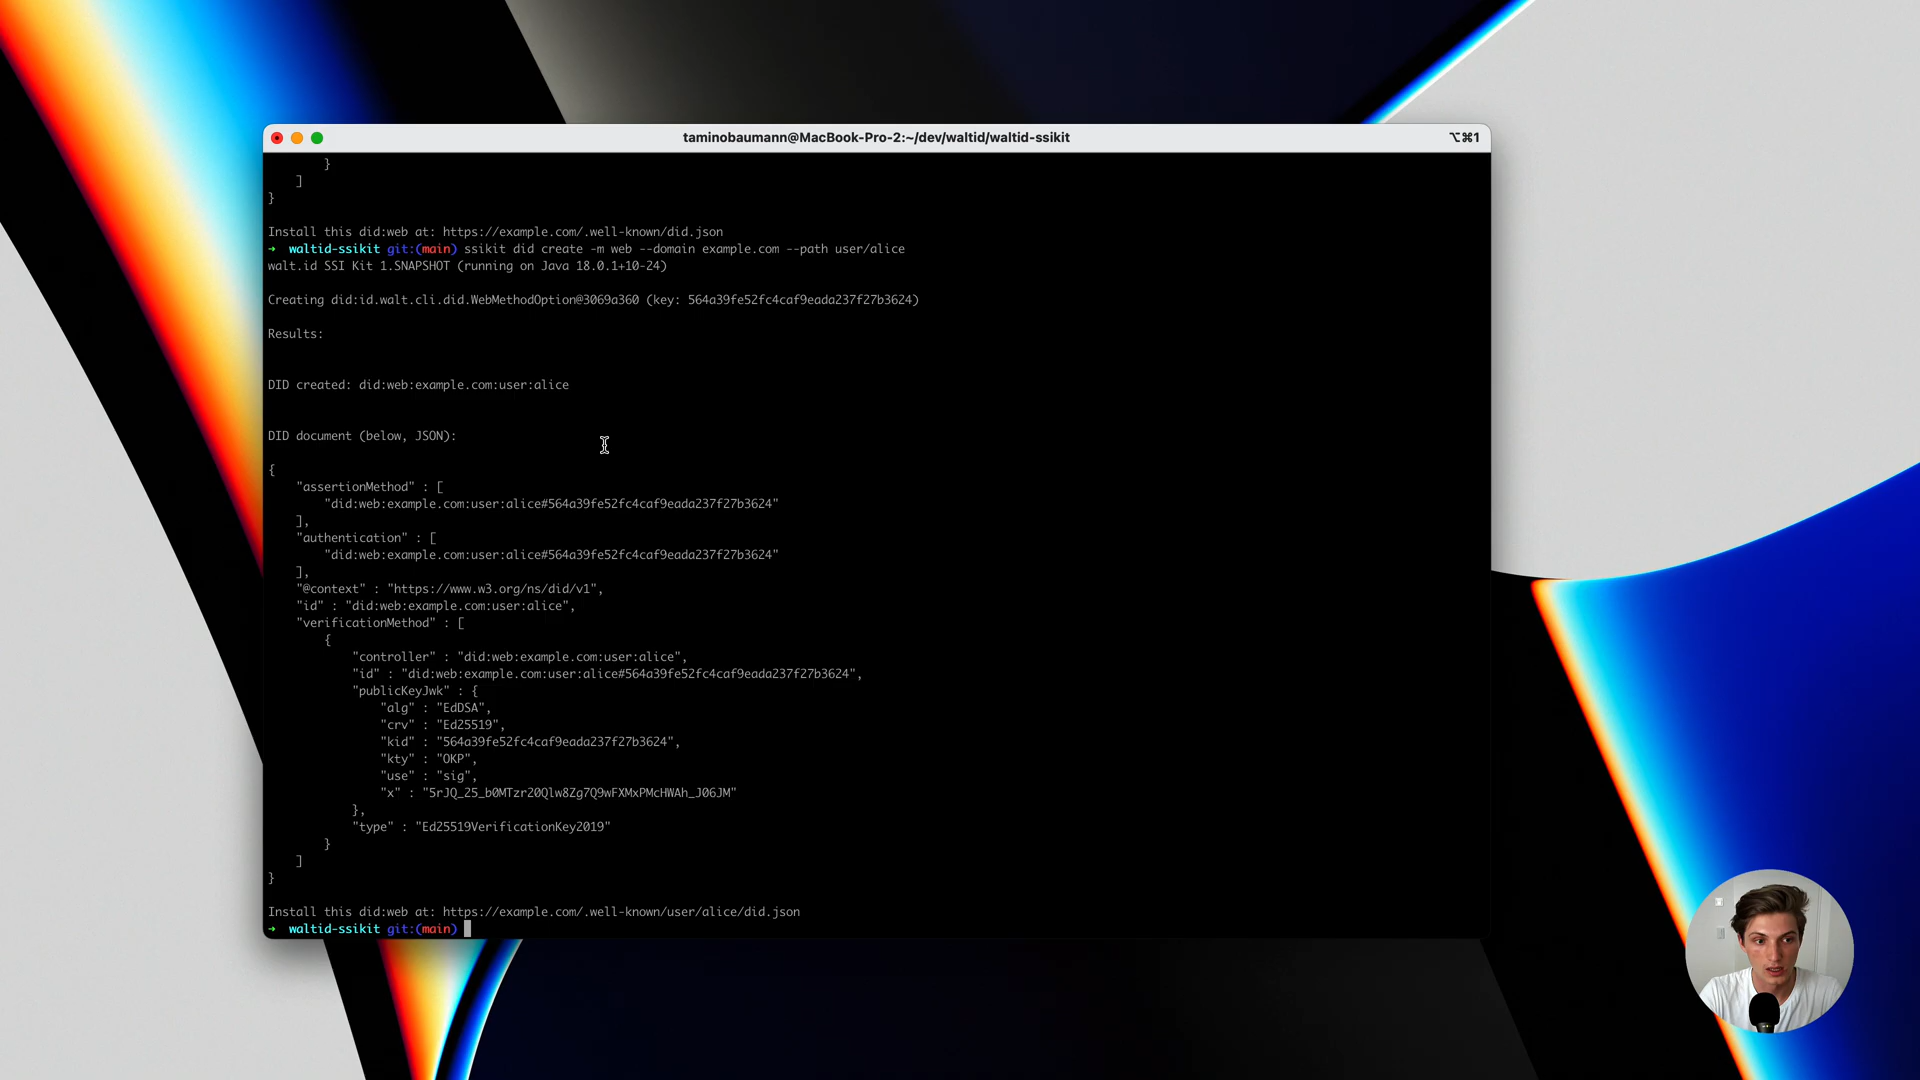 taminobaumann@MacBook-Pro-2:~/dev/waltid/waltid-ssikit
⌥⌘1
}
]
}
Install this did:web at: https://example.com/.well-known/did.json
→ waltid-ssikit git:(main) ssikit did create -m web --domain example.com --path user/alice
walt.id SSI Kit 1.SNAPSHOT (running on Java 18.0.1+10-24)
Creating did:id.walt.cli.did.WebMethodOption@3069a360 (key: 564a39fe52fc4caf9eada237f27b3624)
Results:
DID created: did:web:example.com:user:alice
DID document (below, JSON):
{
"assertionMethod" : [
"did:web:example.com:user:alice#564a39fe52fc4caf9eada237f27b3624"
],
"authentication" : [
"did:web:example.com:user:alice#564a39fe52fc4caf9eada237f27b3624"
],
"@context" : "https://www.w3.org/ns/did/v1",
"id" : "did:web:example.com:user:alice",
"verificationMethod" : [
{
"controller" : "did:web:example.com:user:alice",
"id" : "did:web:example.com:user:alice#564a39fe52fc4caf9eada237f27b3624",
"publicKeyJwk" : {
"alg" : "EdDSA",
"crv" : "Ed25519",
"kid" : "564a39fe52fc4caf9eada237f27b3624",
"kty" : "OKP",
"use" : "sig",
"x" : "5rJQ_25_b0MTzr20Qlw8Zg7Q9wFXMxPMcHWAh_J06JM"
},
"type" : "Ed25519VerificationKey2019"
}
]
}
Install this did:web at: https://example.com/.well-known/user/alice/did.json
→ waltid-ssikit git:(main)